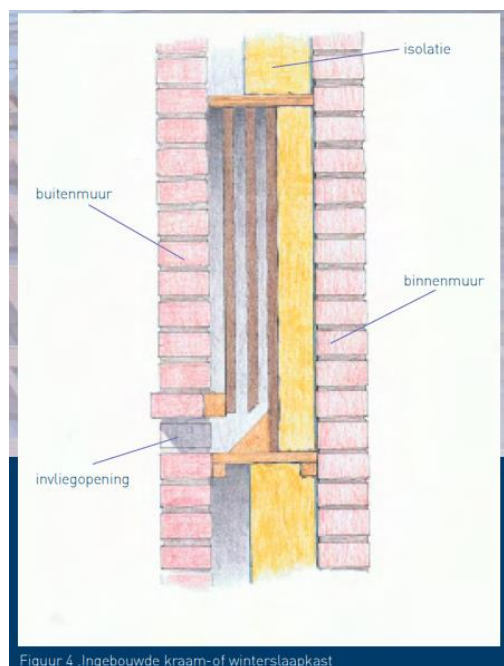 isolatie
buitenmuur
binnenmuur
invliegopening
Figuur 4 .Ingebouwde kraam-of winterslaapkast